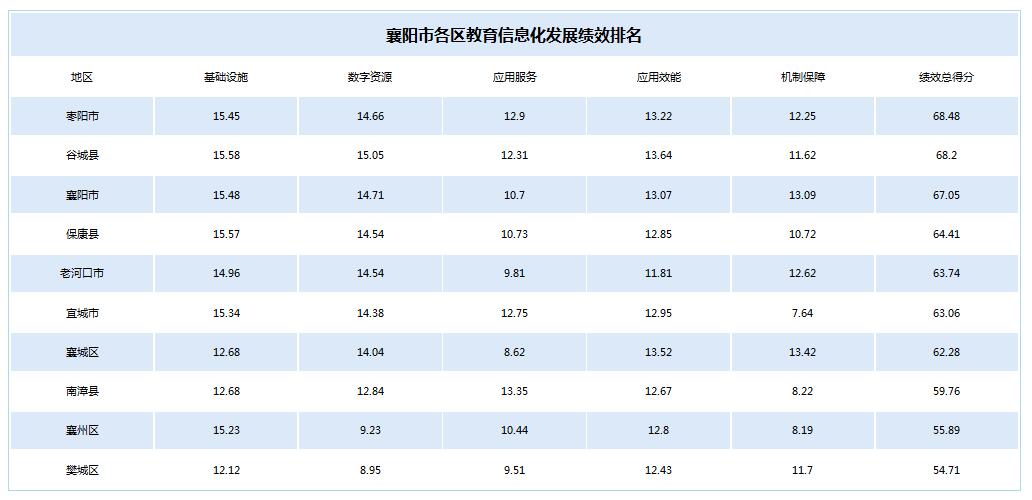 襄阳市各区教育信息化发展绩效排名
地区 基础设施 数字资源 应用服务 应用效能 机制保障 绩效总得分
枣阳市 15.45 14.66 12.9 13.22 12.25 68.48
谷城县 15.58 15.05 12.31 13.64 11.62 68.2
襄阳市 15.48 14.71 10.7 13.07 13.09 67.05
保康县 15.57 14.54 10.73 12.85 10.72 64.41
老河口市 14.96 14.54 9.81 11.81 12.62 63.74
宜城市 15.34 14.38 12.75 12.95 7.64 63.06
襄城区 12.68 14.04 8.62 13.52 13.42 62.28
南漳县 12.68 12.84 13.35 12.67 8.22 59.76
襄州区 15.23 9.23 10.44 12.8 8.19 55.89
樊城区 12.12 8.95 9.51 12.43 11.7 54.71